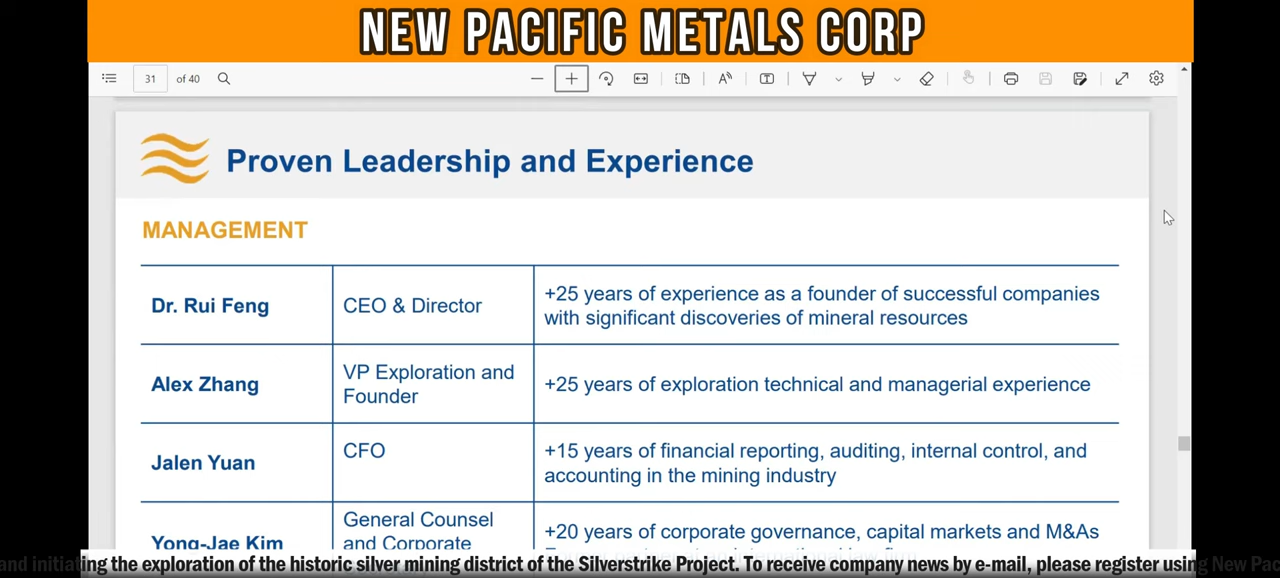 NEW PACIFIC METALS CORP
31 of 40
Proven Leadership and Experience
MANAGEMENT
Dr. Rui Feng
CEO & Director
+25 years of experience as a founder of successful companies
with significant discoveries of mineral resources
Alex Zhang
VP Exploration and
Founder
+25 years of exploration technical and managerial experience
Jalen Yuan
CFO
+15 years of financial reporting, auditing, internal control, and
accounting in the mining industry
Yong-Jae Kim
General Counsel
and Corporate
+20 years of corporate governance, capital markets and M&As
and initiating the exploration of the historic silver mining district of the Silverstrike Project. To receive company news by e-mail, please register using New Pac